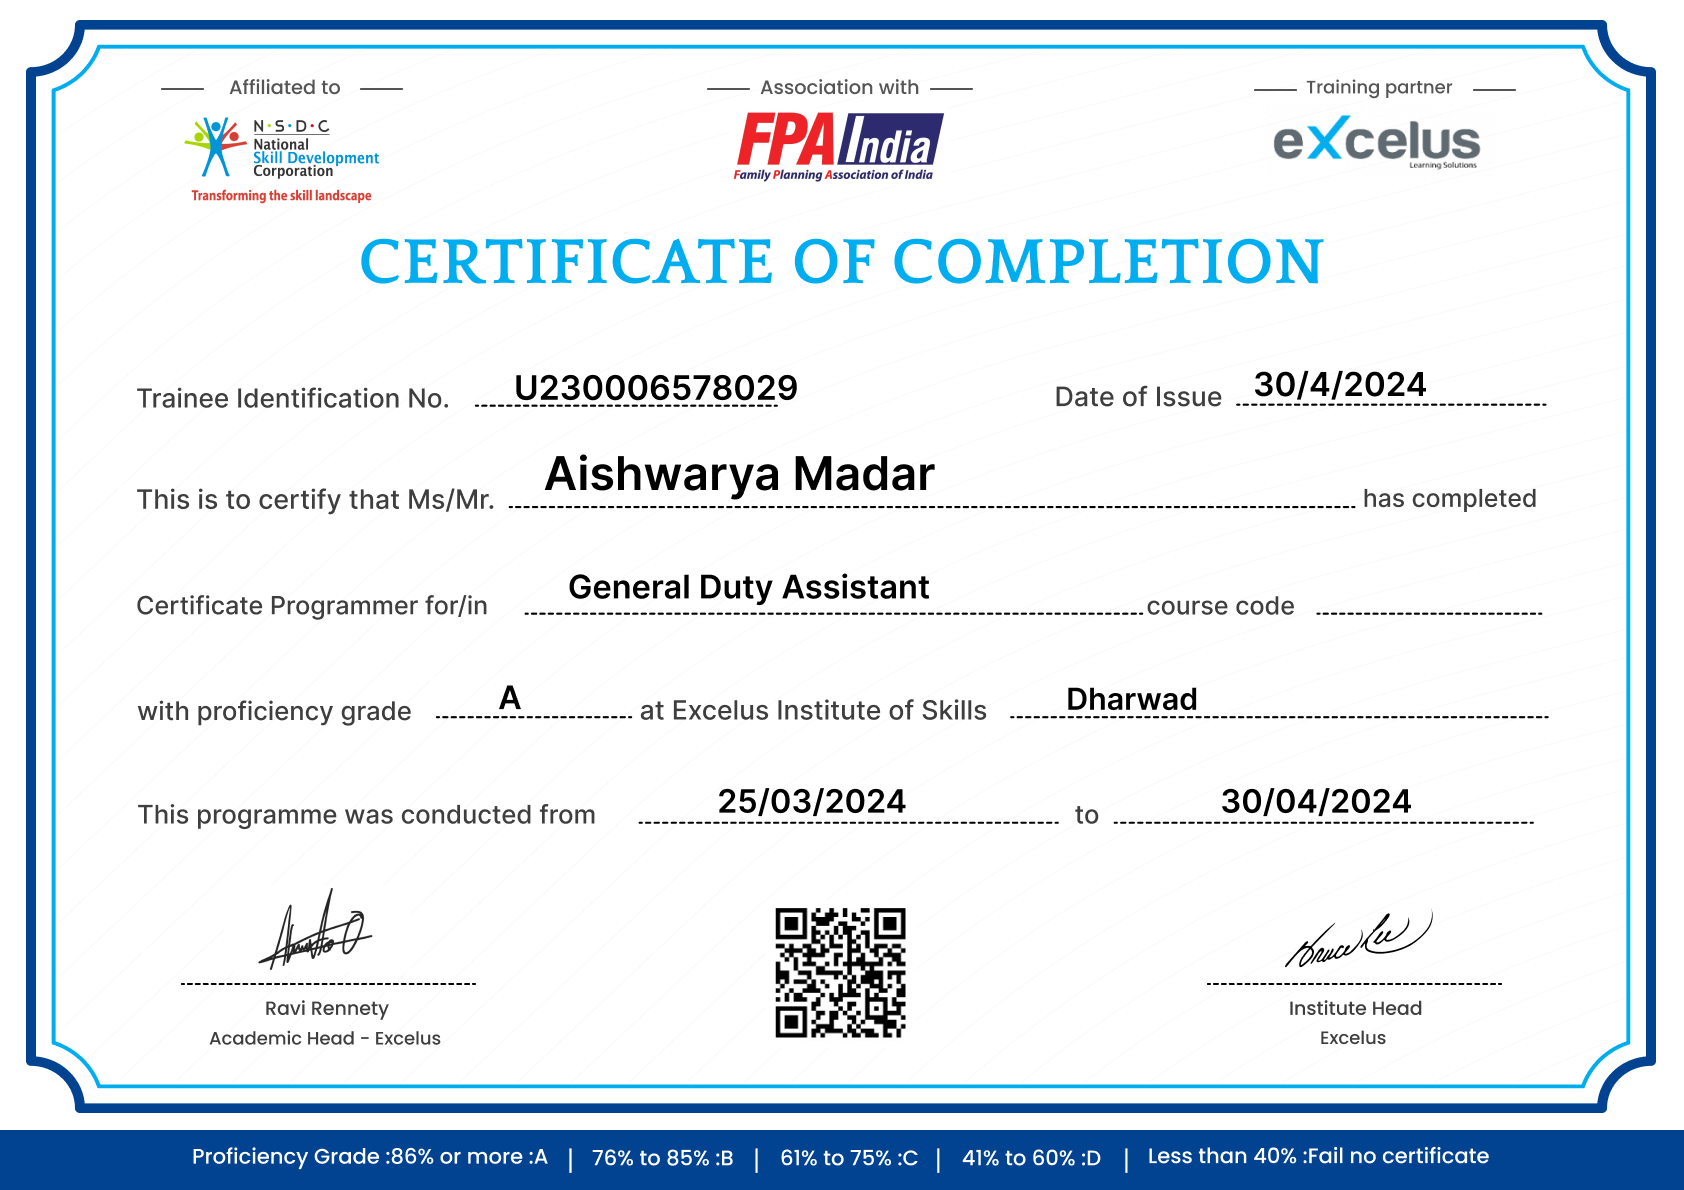 Affiliated to
N·S·D·C
National
Skill Development
Corporation
Transforming the skill landscape
Association with
FPA India
Family Planning Association of India
Training partner
eXcelus
Learning Solutions
CERTIFICATE OF COMPLETION
Trainee Identification No. U230006578029 Date of Issue 30/4/2024
This is to certify that Ms/Mr. Aishwarya Madar has completed
Certificate Programmer for/in General Duty Assistant course code
with proficiency grade A at Excelus Institute of Skills Dharwad
This programme was conducted from 25/03/2024 to 30/04/2024
Ravi Rennety
Academic Head - Excelus
Bruce Lee
Institute Head
Excelus
Proficiency Grade :86% or more :A | 76% to 85% :B | 61% to 75% :C | 41% to 60% :D | Less than 40% :Fail no certificate